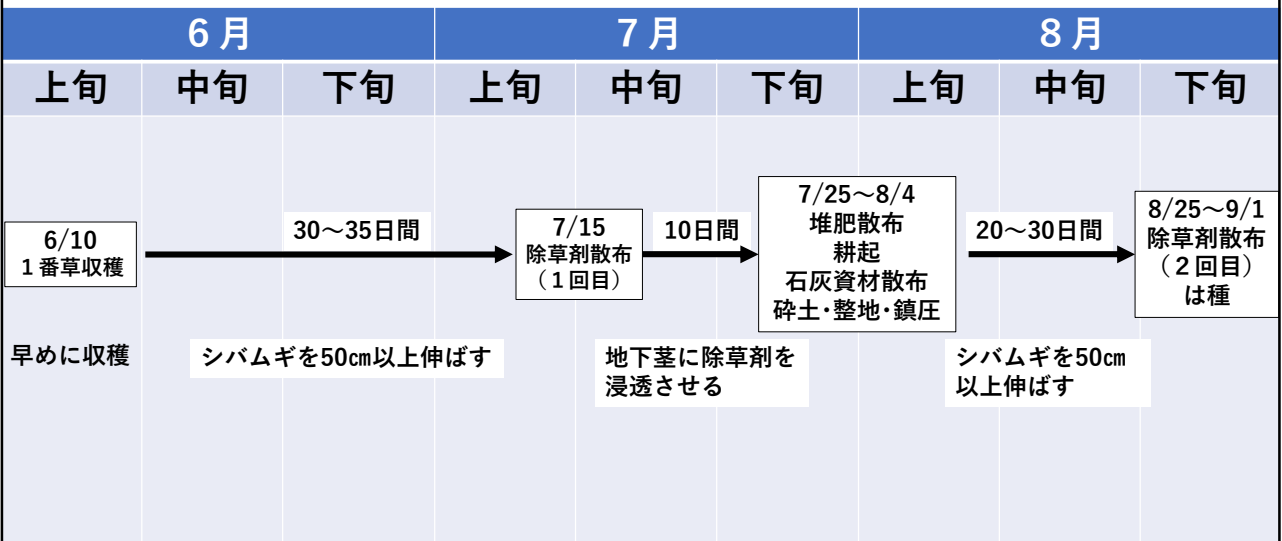 6月
7月
8月
上旬
中旬
下旬
上旬
中旬
下旬
上旬
中旬
下旬
6/10
1番草収穫
30～35日間
7/15
除草剤散布
（1回目）
10日間
7/25～8/4
堆肥散布
耕起
石灰資材散布
砕土･整地･鎮圧
20～30日間
8/25～9/1
除草剤散布
（2回目）
は種
早めに収穫
シバムギを50㎝以上伸ばす
地下茎に除草剤を
浸透させる
シバムギを50㎝
以上伸ばす